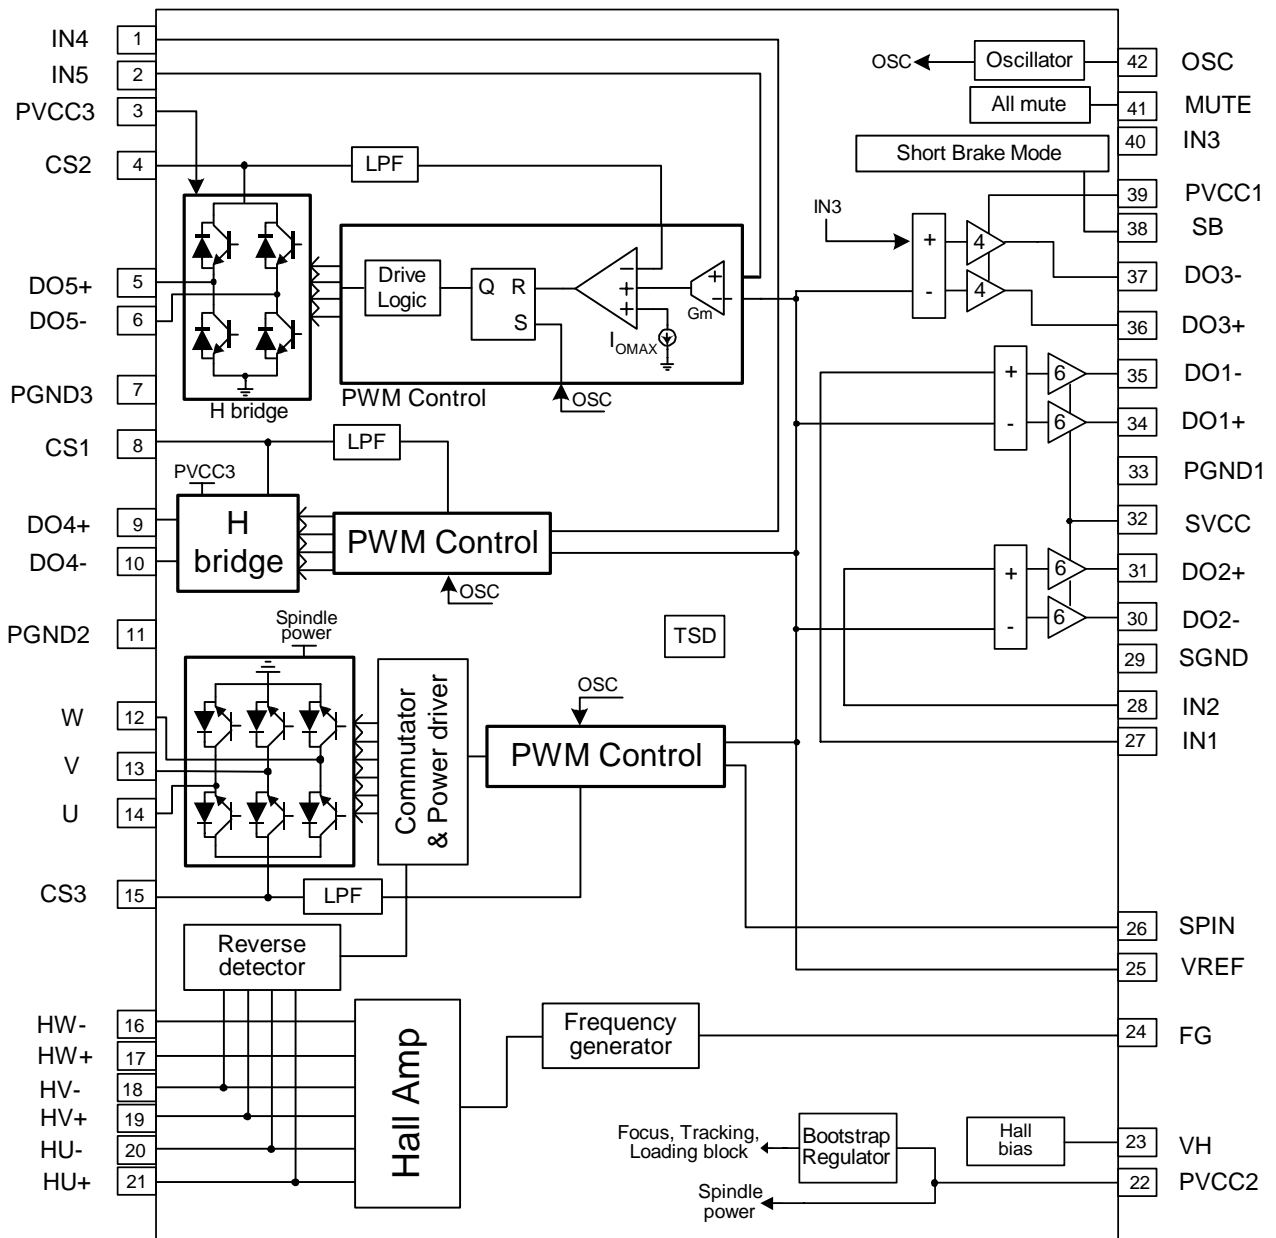 IN4 1
IN5 2
PVCC3 3
CS2 4
DO5+ 5
DO5- 6
PGND3 7
CS1 8
DO4+ 9
DO4- 10
PGND2 11
W 12
V 13
U 14
CS3 15
HW- 16
HW+ 17
HV- 18
HV+ 19
HU- 20
HU+ 21
LPF
H bridge
Drive
Logic
Q R
S
−
+
+
I OMAX
+
−
Gm
PWM Control
OSC
LPF
PVCC3
H
bridge
PWM Control
OSC
Spindle
power
TSD
Commutator
& Power driver
OSC
PWM Control
LPF
Reverse
detector
Hall Amp
Frequency
generator
Focus, Tracking,
Loading block
Bootstrap
Regulator
Spindle
power
Hall
bias
OSC
Oscillator
All mute
Short Brake Mode
IN3
+
-
4
4
+
-
6
6
+
-
6
6
42 OSC
41 MUTE
40 IN3
39 PVCC1
38 SB
37 DO3-
36 DO3+
35 DO1-
34 DO1+
33 PGND1
32 SVCC
31 DO2+
30 DO2-
29 SGND
28 IN2
27 IN1
26 SPIN
25 VREF
24 FG
23 VH
22 PVCC2